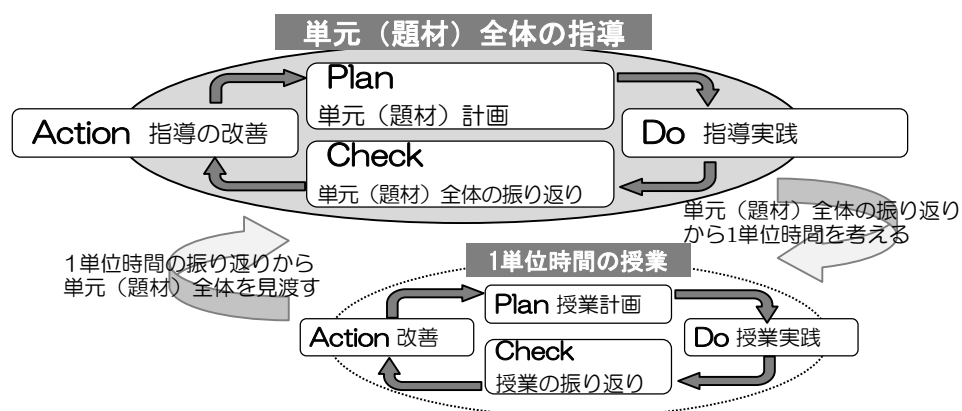 単元（題材）全体の指導
Plan
単元（題材）計画
Action 指導の改善
Do 指導実践
Check
単元（題材）全体の振り返り
単元（題材）全体の振り返り
から1単位時間を考える
1単位時間の振り返りから
単元（題材）全体を見渡す
1単位時間の授業
Plan 授業計画
Action 改善
Do 授業実践
Check
授業の振り返り